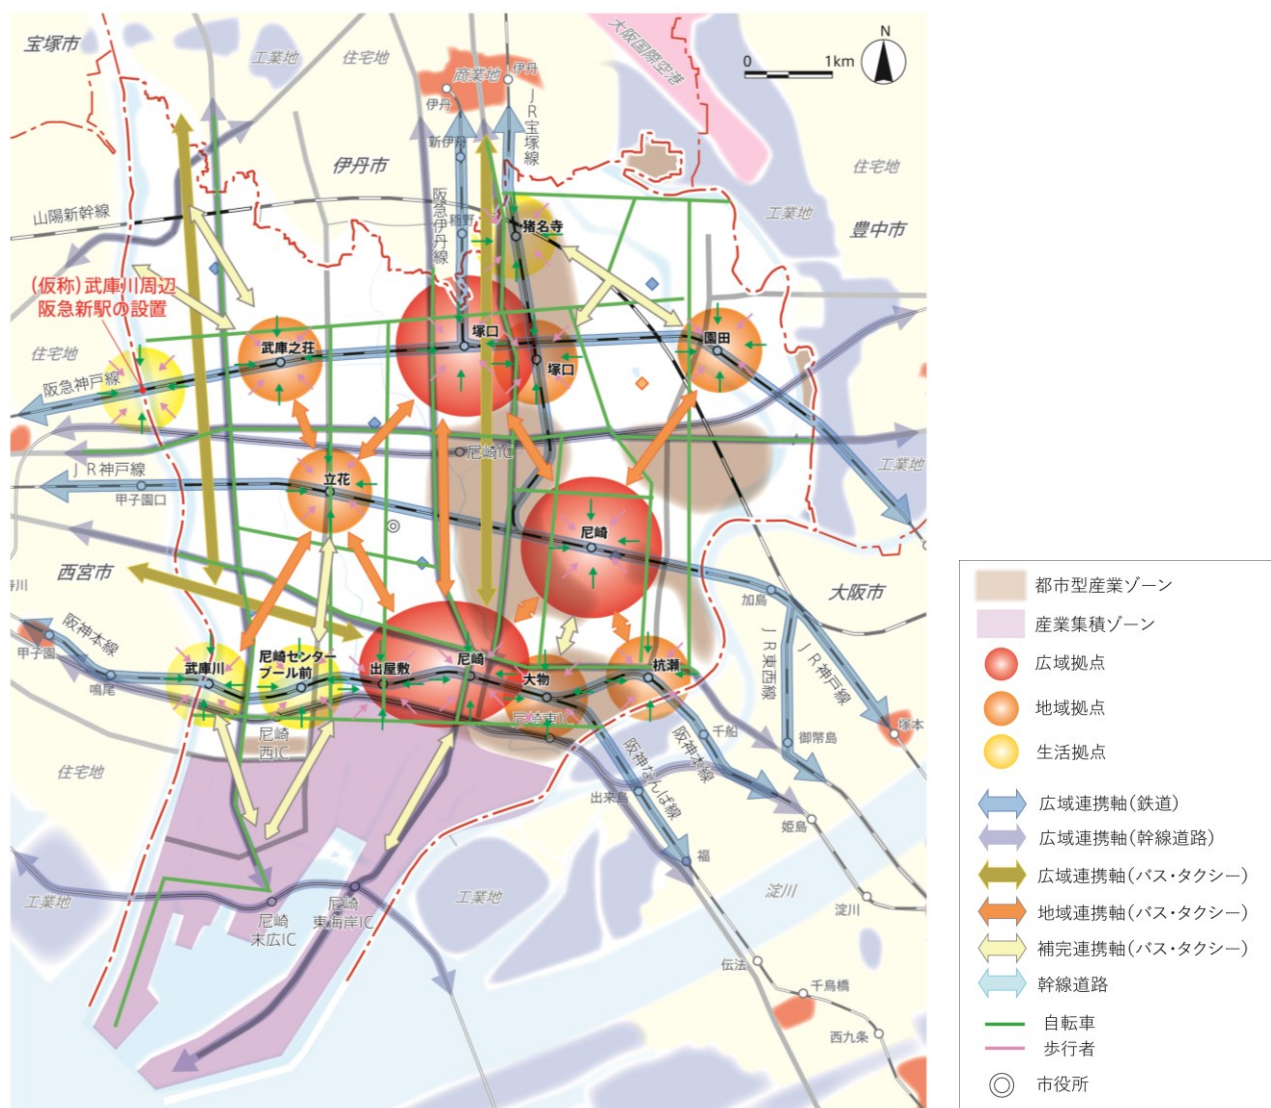 宝塚市
工業地
住宅地
商業地
伊丹
伊丹
大阪国際空港
0 1km
N
新伊丹
JR宝塚線
伊丹市
住宅地
工業地
豊中市
山陽新幹線
阪急伊丹線
稲野
猪名寺
(仮称)武庫川周辺
阪急新駅の設置
住宅地
阪急神戸線
武庫之荘
塚口
塚口
園田
尼崎IC
工業地
JR神戸線
甲子園口
立花
尼崎
西宮市
加島
大阪市
阪神本線
甲子園
鳴尾
武庫川
尼崎センター
プール前
出屋敷
尼崎
大物
杭瀬
JR東西線
JR神戸線
塚本
尼崎東IC
尼崎
西IC
住宅地
阪神なんば線
阪神本線
千船
御幣島
出来島
姫島
福
工業地
工業地
淀川
淀川
尼崎
末広IC
尼崎
東海岸IC
伝法
千鳥橋
西九条
都市型産業ゾーン
産業集積ゾーン
広域拠点
地域拠点
生活拠点
広域連携軸(鉄道)
広域連携軸(幹線道路)
広域連携軸(バス・タクシー)
地域連携軸(バス・タクシー)
補完連携軸(バス・タクシー)
幹線道路
自転車
歩行者
市役所